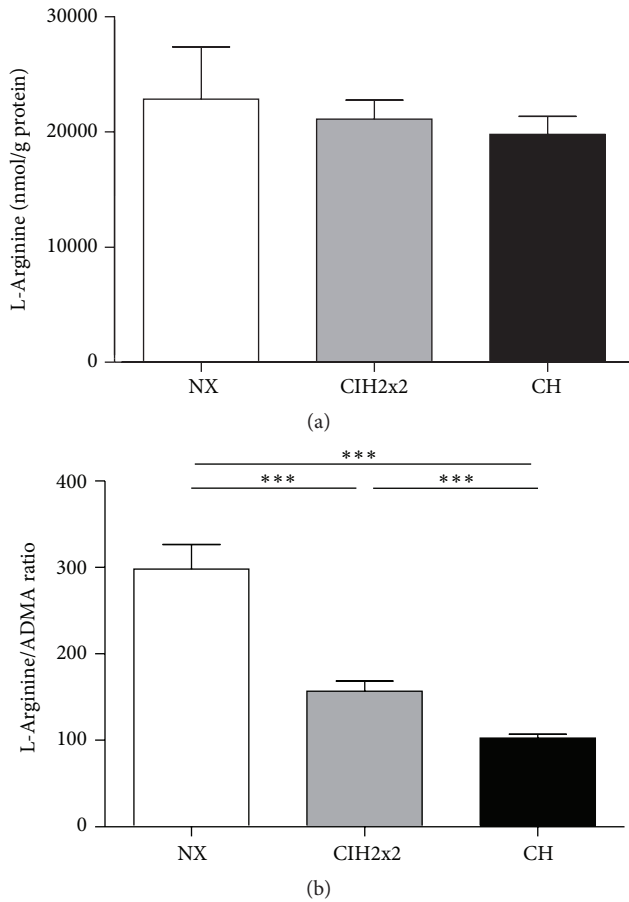 30000
20000
10000
0
L-Arginine (nmol/g protein)
NX CIH2x2 CH
(a)
***
*** ***
400
300
200
100
0
L-Arginine/ADMA ratio
NX CIH2x2 CH
(b)